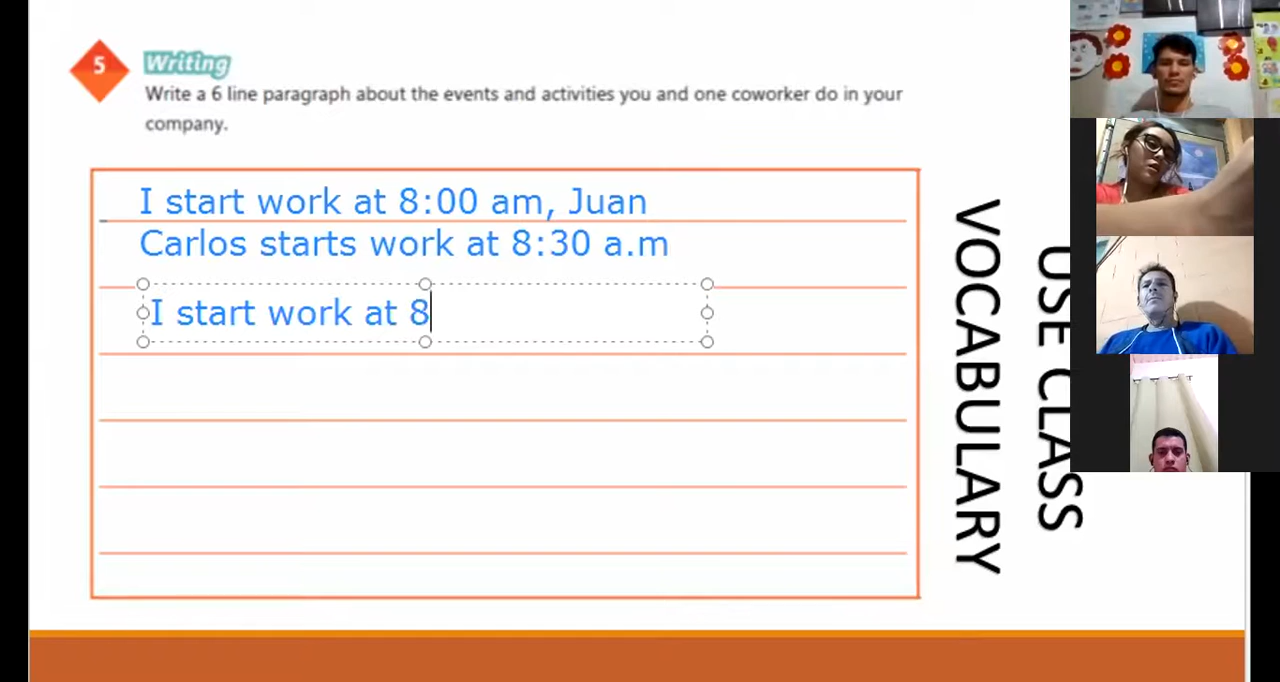 5
Writing
Write a 6 line paragraph about the events and activities you and one coworker do in your
company.
I start work at 8:00 am, Juan
Carlos starts work at 8:30 a.m
I start work at 8
USE CLASS
VOCABULARY